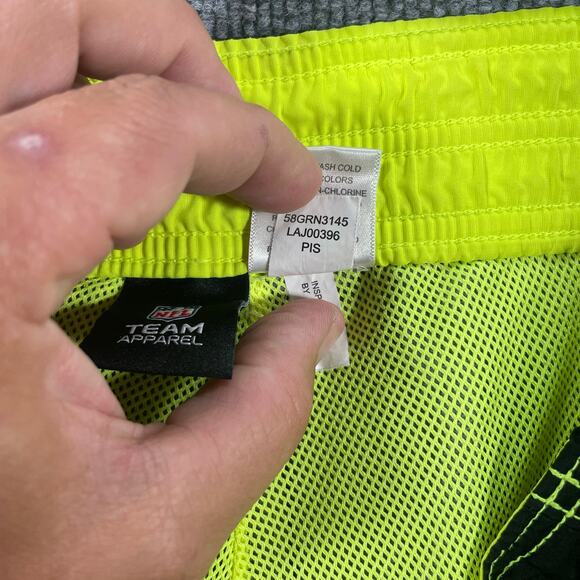 ASH COLD
COLORS
N-CHLORINE
58GRN3145
LAJ00396
PIS
INSP
BY
NFL
TEAM
APPAREL